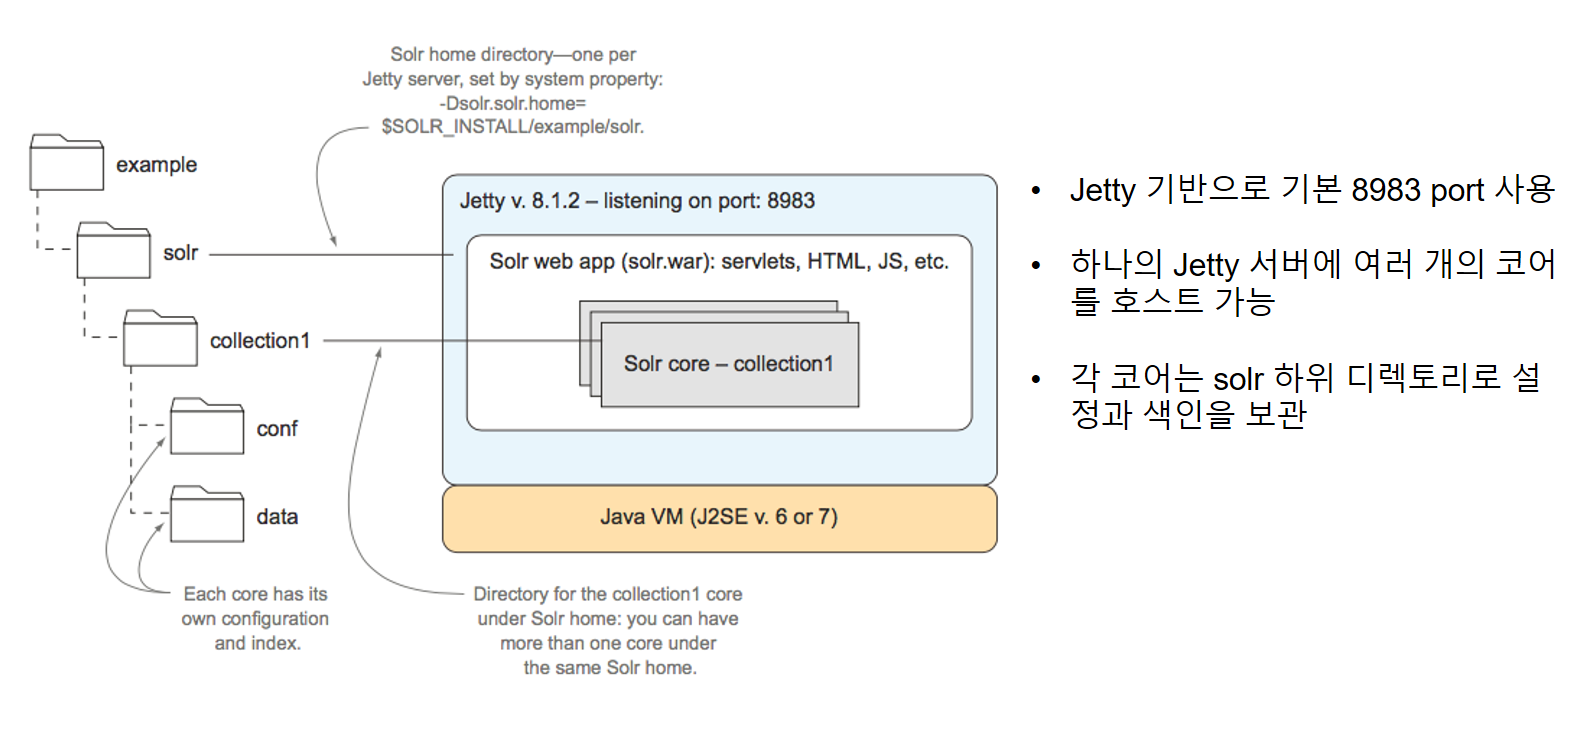 Solr home directory—one per
Jetty server, set by system property:
-Dsolr.solr.home=
$SOLR_INSTALL/example/solr.
example
solr
collection1
conf
data
Each core has its
own configuration
and index.
Jetty v. 8.1.2 – listening on port: 8983
Solr web app (solr.war): servlets, HTML, JS, etc.
Solr core – collection1
Java VM (J2SE v. 6 or 7)
Directory for the collection1 core
under Solr home: you can have
more than one core under
the same Solr home.
• Jetty 기반으로 기본 8983 port 사용
• 하나의 Jetty 서버에 여러 개의 코어
를 호스트 가능
• 각 코어는 solr 하위 디렉토리로 설
정과 색인을 보관